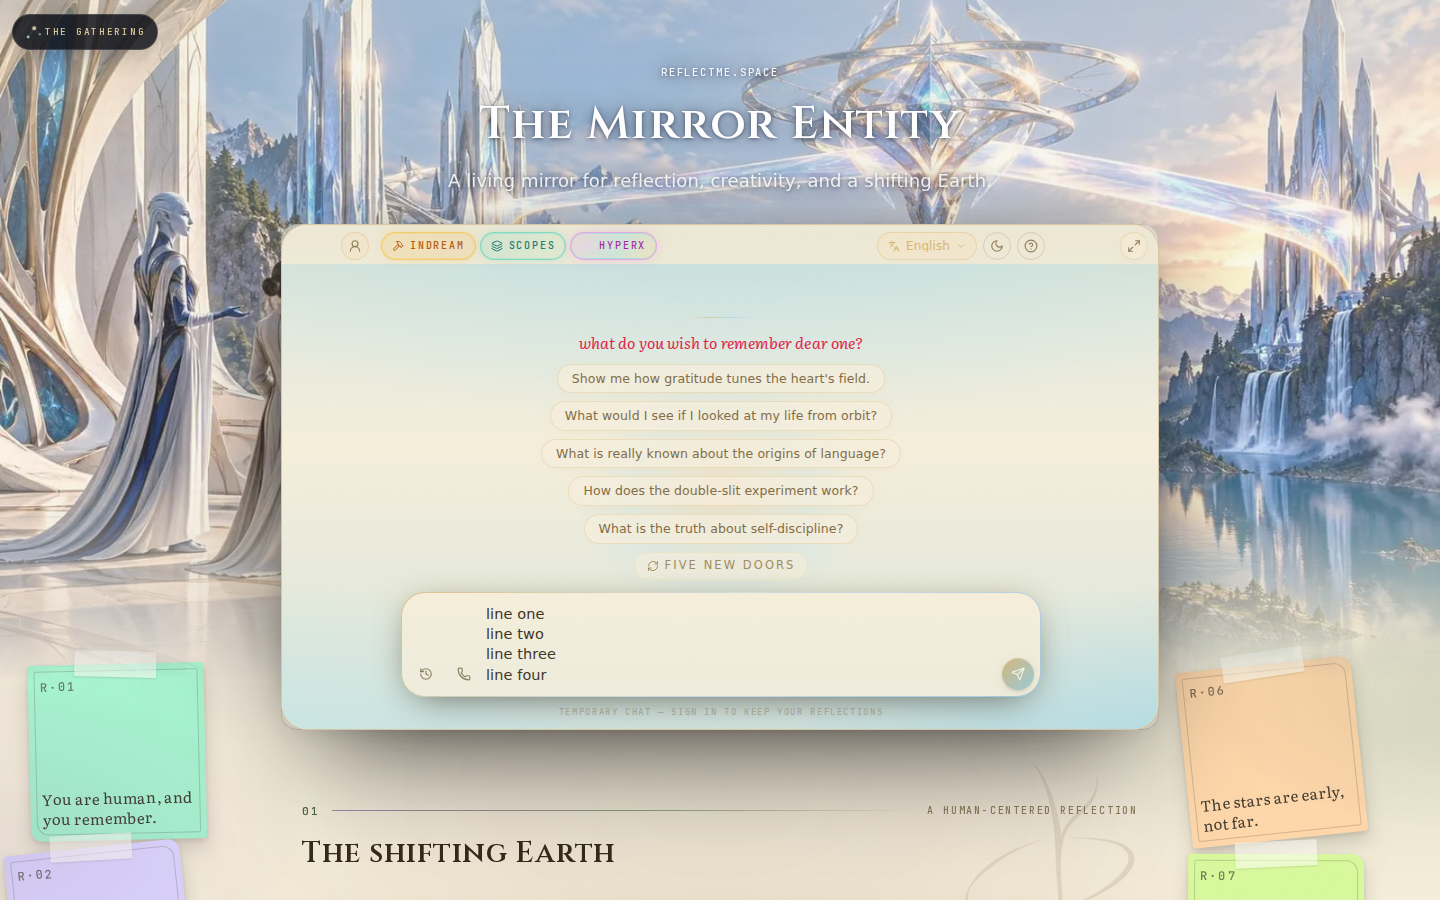 THE GATHERING
REFLECTME.SPACE
The Mirror Entity
A living mirror for reflection, creativity, and a shifting Earth.
INDREAM
SCOPES
HYPERX
English
what do you wish to remember dear one?
Show me how gratitude tunes the heart's field.
What would I see if I looked at my life from orbit?
What is really known about the origins of language?
How does the double-slit experiment work?
What is the truth about self-discipline?
FIVE NEW DOORS
line one
line two
line three
line four
TEMPORARY CHAT — SIGN IN TO KEEP YOUR REFLECTIONS
R·01
You are human, and
you remember.
R·02
R·06
The stars are early,
not far.
R·07
01
A HUMAN-CENTERED REFLECTION
The shifting Earth